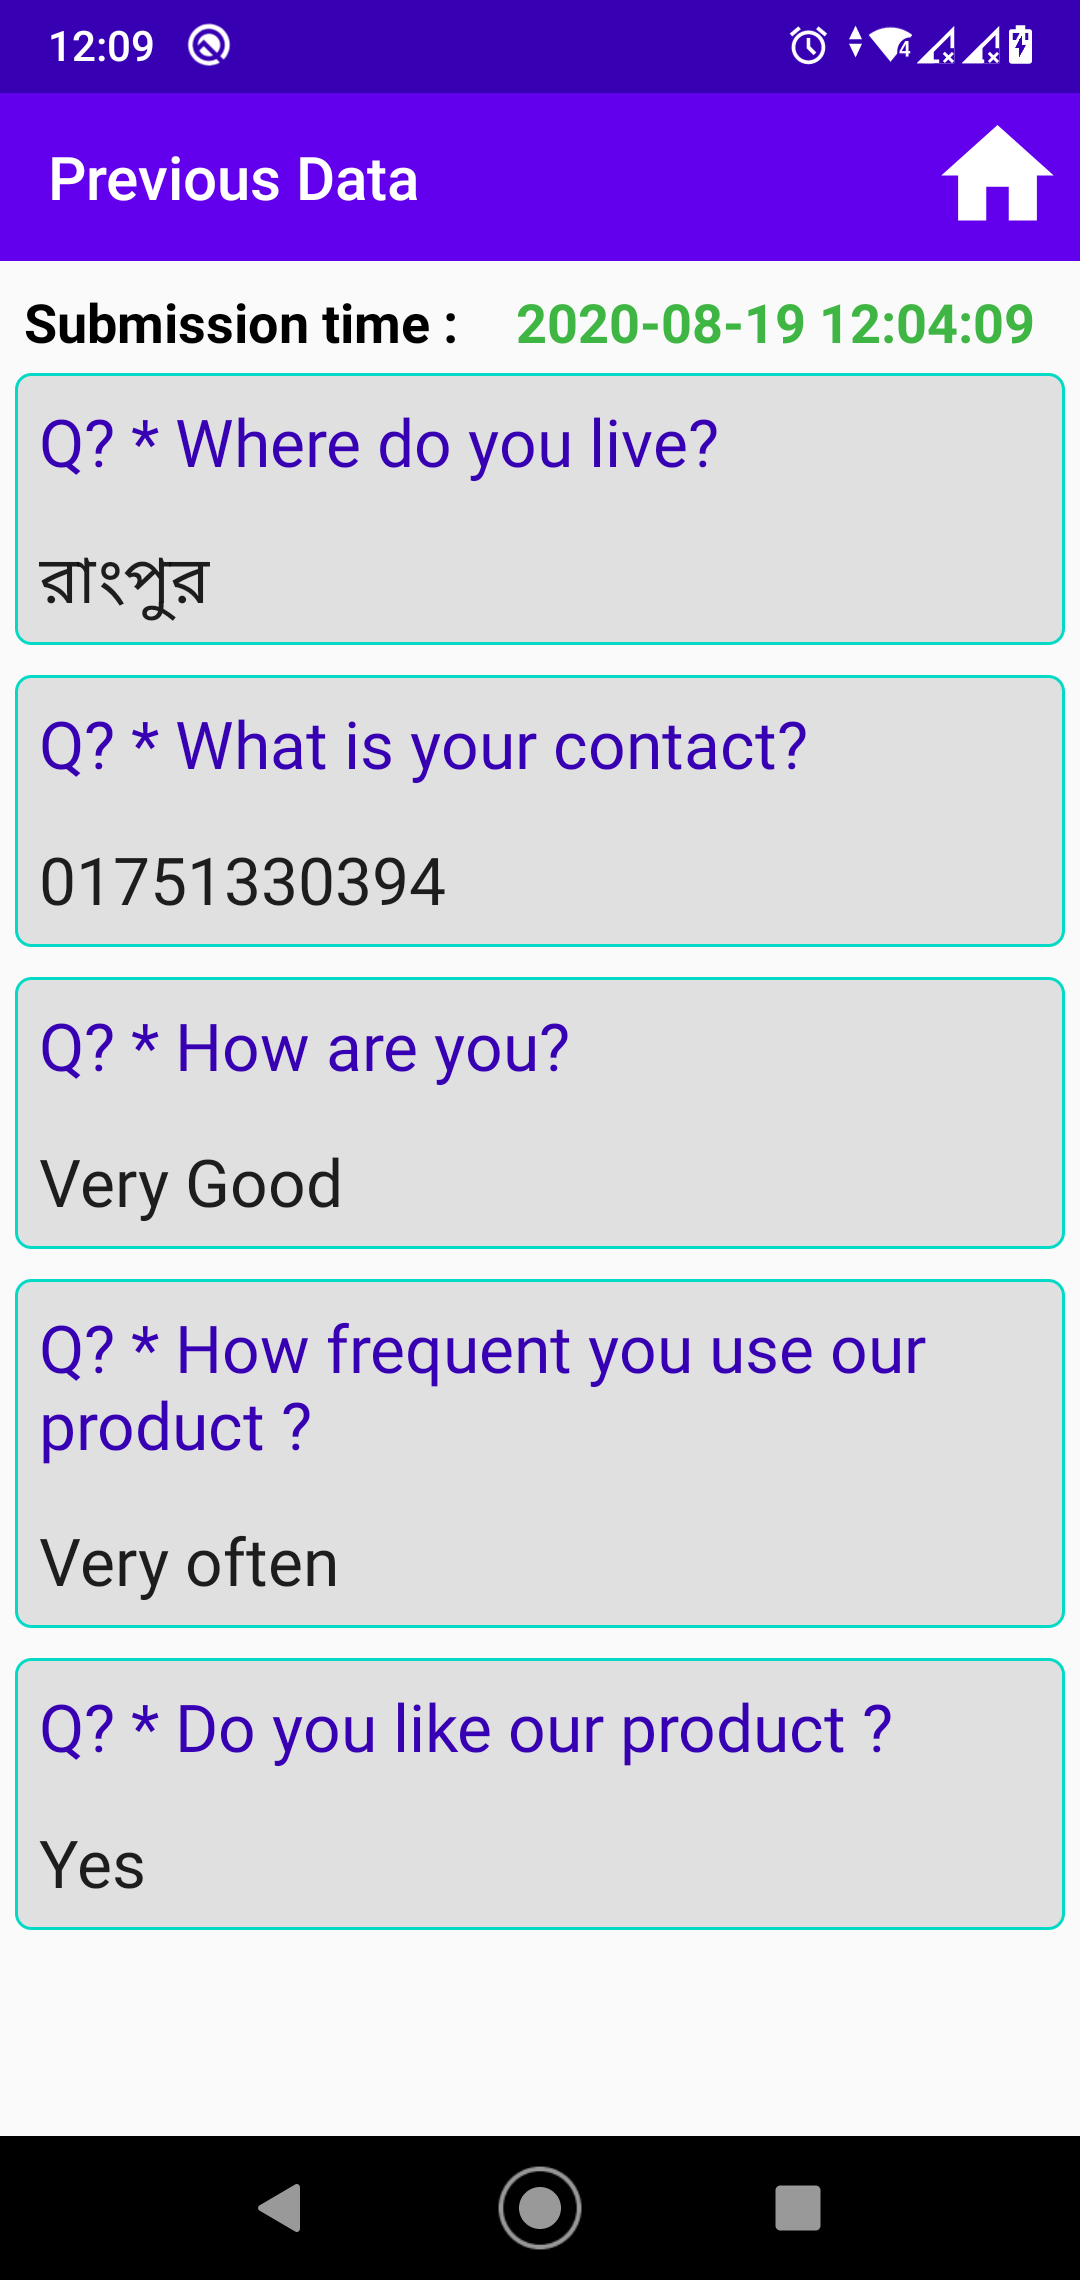 12:09
Previous Data
Submission time : 2020-08-19 12:04:09
Q? * Where do you live?
রাংপুর
Q? * What is your contact?
01751330394
Q? * How are you?
Very Good
Q? * How frequent you use our
product ?
Very often
Q? * Do you like our product ?
Yes